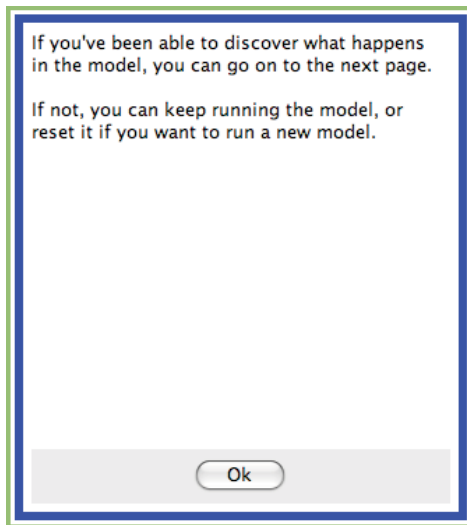 If you've been able to discover what happens
in the model, you can go on to the next page.
If not, you can keep running the model, or
reset it if you want to run a new model.
Ok